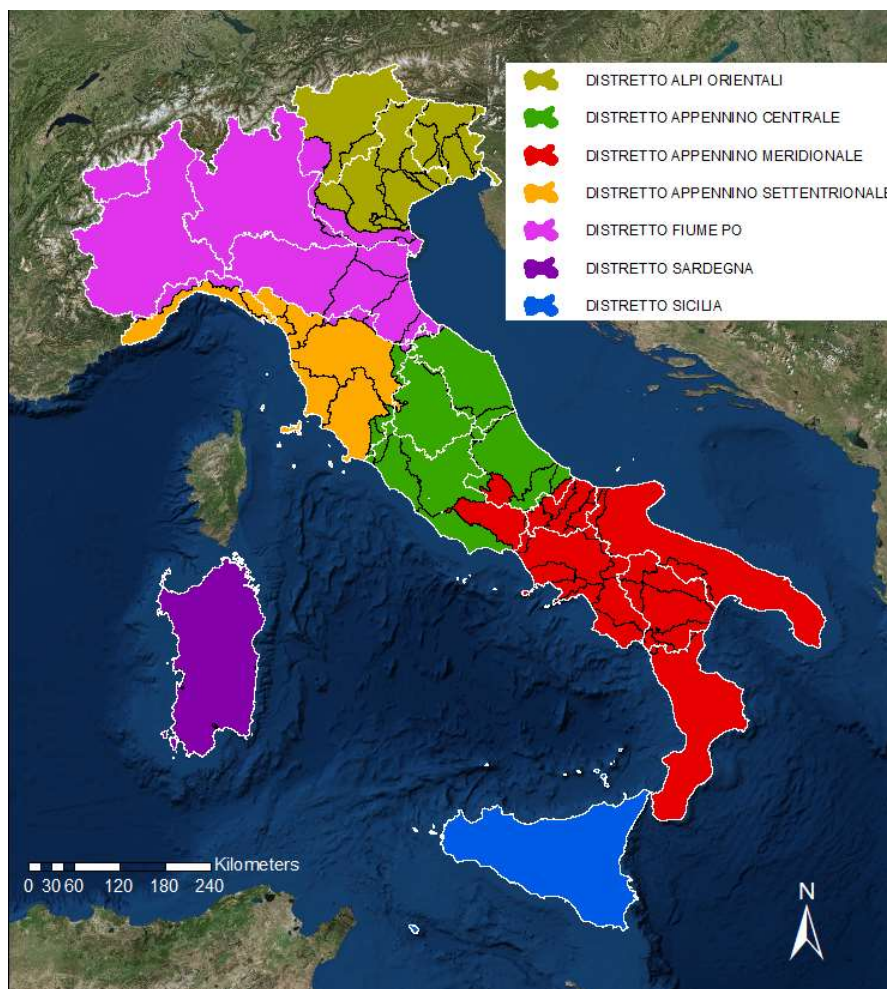 DISTRETTO ALPI ORIENTALI
DISTRETTO APPENNINO CENTRALE
DISTRETTO APPENNINO MERIDIONALE
DISTRETTO APPENNINO SETTENTRIONALE
DISTRETTO FIUME PO
DISTRETTO SARDEGNA
DISTRETTO SICILIA
Kilometers
0 30 60 120 180 240
N